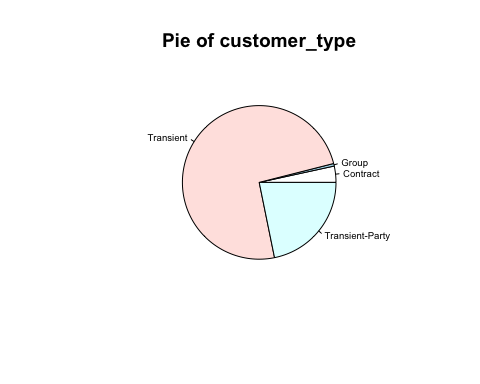 Pie of customer_type
Transient
Group
Contract
Transient-Party